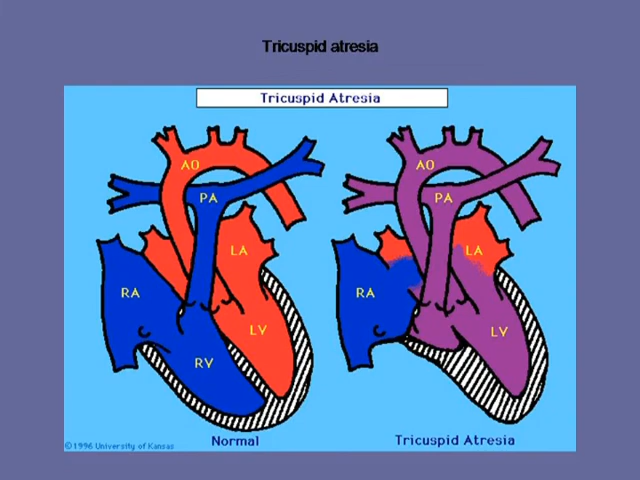 Tricuspid atresia
Tricuspid Atresia
AO
PA
LA
RA
LV
RV
AO
PA
LA
RA
LV
©1996 University of Kansas
Normal
Tricuspid Atresia